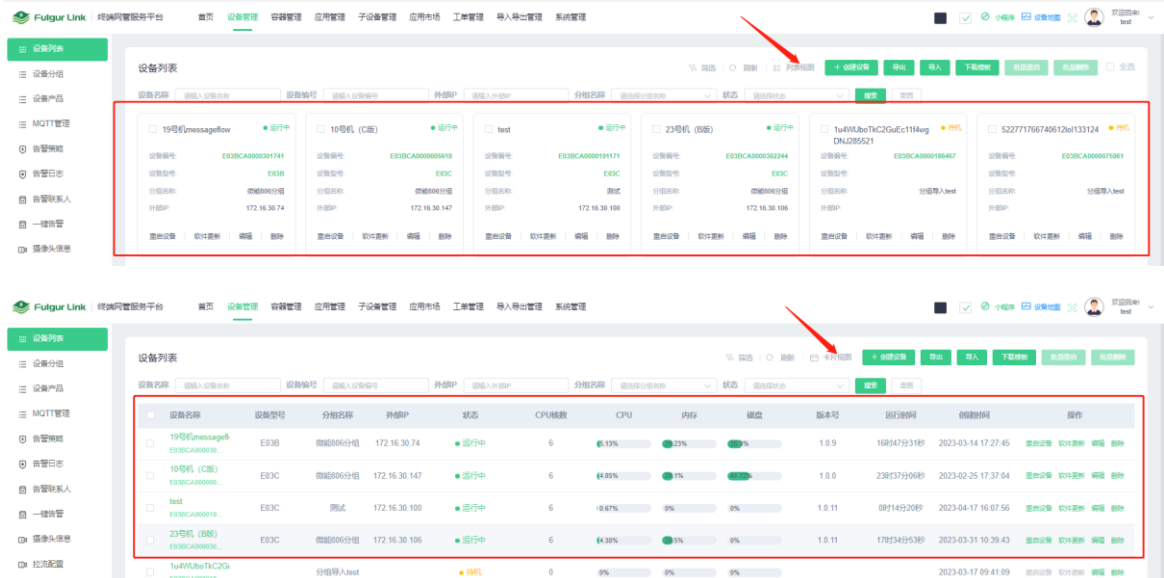 Fulgur Link 终端网管服务平台 首页 设备管理 容器管理 应用管理 子设备管理 应用市场 工单管理 导入导出管理 系统管理 小程序 设备地图 欢迎回来! test
设备列表
设备分组
设备产品
MQTT管理
告警策略
告警日志
告警联系人
一键告警
摄像头信息
设备列表 筛选 刷新 列表视图 + 创建设备 导出 导入 下载模板 批量重启 批量删除 全选
设备名称 请输入设备名称 设备编号 请输入设备编号 外部IP 请输入外部IP 分组名称 请选择分组名称 状态 请选择状态 搜索 重置
19号机messageflow 运行中
设备编号: E03BCA0000301741
设备型号: E03B
分组名称: 微能806分组
外部IP: 172.16.30.74
重启设备 软件更新 编辑 删除
10号机（C版） 运行中
设备编号: E03BCA0000005618
设备型号: E03C
分组名称: 微能806分组
外部IP: 172.16.30.147
重启设备 软件更新 编辑 删除
test 运行中
设备编号: E03BCA0000191171
设备型号: E03C
分组名称: 测试
外部IP: 172.16.30.100
重启设备 软件更新 编辑 删除
23号机（B版） 运行中
设备编号: E03BCA0000302244
设备型号: E03C
分组名称: 微能806分组
外部IP: 172.16.30.106
重启设备 软件更新 编辑 删除
1u4WUboTkC2GuEc11f4wg 待机
DNJ285521
设备编号: E03BCA0000186467
设备型号:
分组名称: 分组导入test
外部IP:
重启设备 软件更新 编辑 删除
522771766740612lol133124 待机
设备编号: E03BCA0000075961
设备型号:
分组名称: 分组导入test
外部IP:
重启设备 软件更新 编辑 删除
Fulgur Link 终端网管服务平台 首页 设备管理 容器管理 应用管理 子设备管理 应用市场 工单管理 导入导出管理 系统管理 小程序 设备地图 欢迎回来! test
设备列表
设备分组
设备产品
MQTT管理
告警策略
告警日志
告警联系人
一键告警
摄像头信息
拉流配置
设备列表 筛选 刷新 卡片视图 + 创建设备 导出 导入 下载模板 批量重启 批量删除
设备名称 请输入设备名称 设备编号 请输入设备编号 外部IP 请输入外部IP 分组名称 请选择分组名称 状态 请选择状态 搜索 重置
设备名称 设备型号 分组名称 外部IP 状态 CPU核数 CPU 内存 磁盘 版本号 运行时间 创建时间 操作
19号机messagefl
E03BCA000030... E03B 微能806分组 172.16.30.74 运行中 6 5.13% 1.0.9 16时47分31秒 2023-03-14 17:27:45 重启设备 软件更新 编辑 删除
10号机（C版）
E03BCA000000... E03C 微能806分组 172.16.30.147 运行中 6 4.05% 1.0.0 23时37分06秒 2023-02-25 17:37:04 重启设备 软件更新 编辑 删除
test
E03BCA000019... E03C 测试 172.16.30.100 运行中 6 0.67% 0% 0% 1.0.11 0时14分20秒 2023-04-17 16:07:56 重启设备 软件更新 编辑 删除
23号机（B版）
E03BCA000030... E03C 微能806分组 172.16.30.106 运行中 6 4.38% 0% 1.0.11 17时34分53秒 2023-03-31 10:39:43 重启设备 软件更新 编辑 删除
1u4WUboTkC2G
分组导入test 待机 0 0% 0% 0% 2023-03-17 09:41:09 重启设备 软件更新 编辑 删除